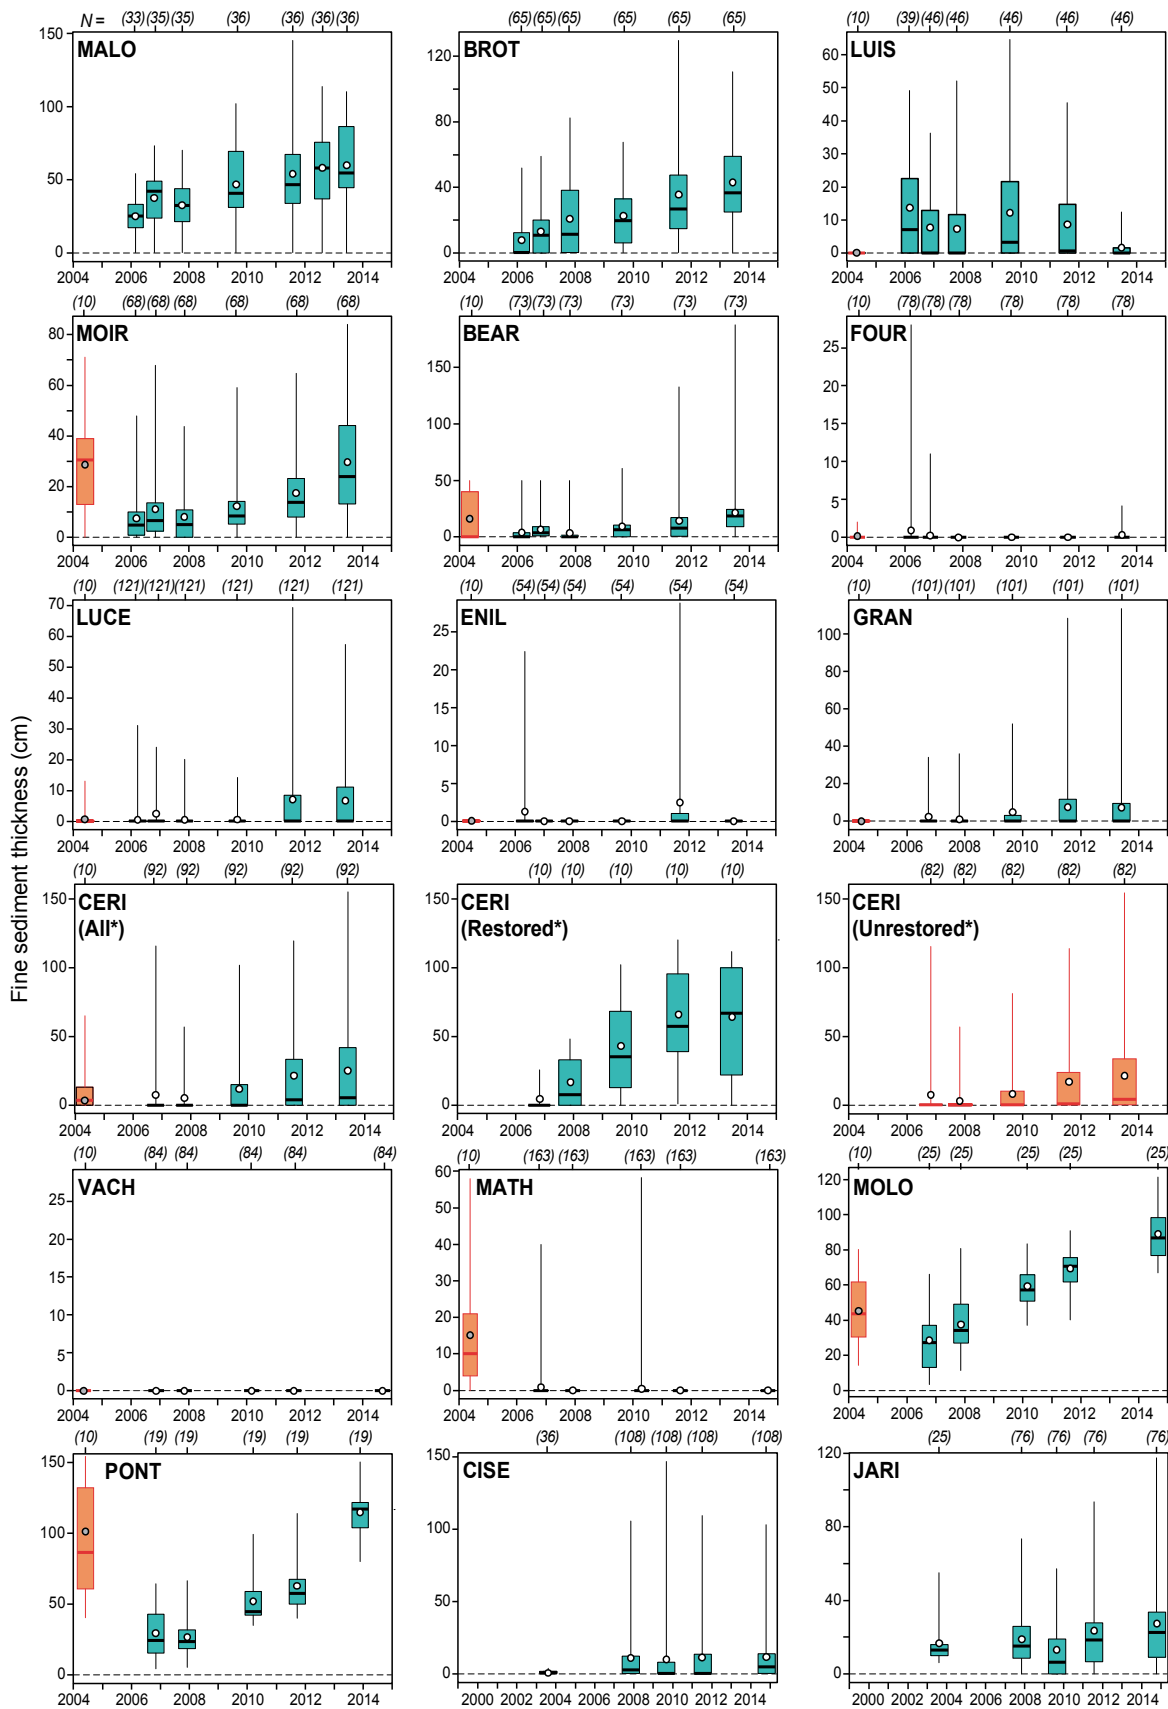 N = (33) (35) (35) (36) (36) (36) (36)
(65) (65) (65) (65) (65) (65)
(10) (39) (46) (46) (46) (46) (46)
MALO
150
100
50
0
2004 2006 2008 2010 2012 2014
BROT
120
80
40
0
2004 2006 2008 2010 2012 2014
LUIS
60
50
40
30
20
10
0
2004 2006 2008 2010 2012 2014
(10) (68) (68) (68) (68) (68) (68)
MOIR
80
60
40
20
0
2004 2006 2008 2010 2012 2014
(10) (73) (73) (73) (73) (73) (73)
BEAR
150
100
50
0
2004 2006 2008 2010 2012 2014
(10) (78) (78) (78) (78) (78) (78)
FOUR
25
20
15
10
5
0
2004 2006 2008 2010 2012 2014
Fine sediment thickness (cm)
(10) (121) (121) (121) (121) (121) (121)
LUCE
70
60
50
40
30
20
10
0
2004 2006 2008 2010 2012 2014
(10) (54) (54) (54) (54) (54) (54)
ENIL
25
20
15
10
5
0
2004 2006 2008 2010 2012 2014
(10) (101) (101) (101) (101) (101)
GRAN
100
80
60
40
20
0
2004 2006 2008 2010 2012 2014
(10) (92) (92) (92) (92) (92)
CERI
(All*)
150
100
50
0
2004 2006 2008 2010 2012 2014
(10) (10) (10) (10) (10)
CERI
(Restored*)
150
100
50
0
2004 2006 2008 2010 2012 2014
(82) (82) (82) (82) (82)
CERI
(Unrestored*)
150
100
50
0
2004 2006 2008 2010 2012 2014
(10) (84) (84) (84) (84) (84)
VACH
25
20
15
10
5
0
2004 2006 2008 2010 2012 2014
(10) (163) (163) (163) (163) (163)
MATH
60
50
40
30
20
10
0
2004 2006 2008 2010 2012 2014
(10) (25) (25) (25) (25) (25)
MOLO
120
100
80
60
40
20
0
2004 2006 2008 2010 2012 2014
(10) (19) (19) (19) (19) (19)
PONT
150
100
50
0
2004 2006 2008 2010 2012 2014
(36) (108) (108) (108) (108)
CISE
150
100
50
0
2000 2002 2004 2006 2008 2010 2012 2014
(25) (76) (76) (76) (76)
JARI
120
80
40
0
2000 2002 2004 2006 2008 2010 2012 2014